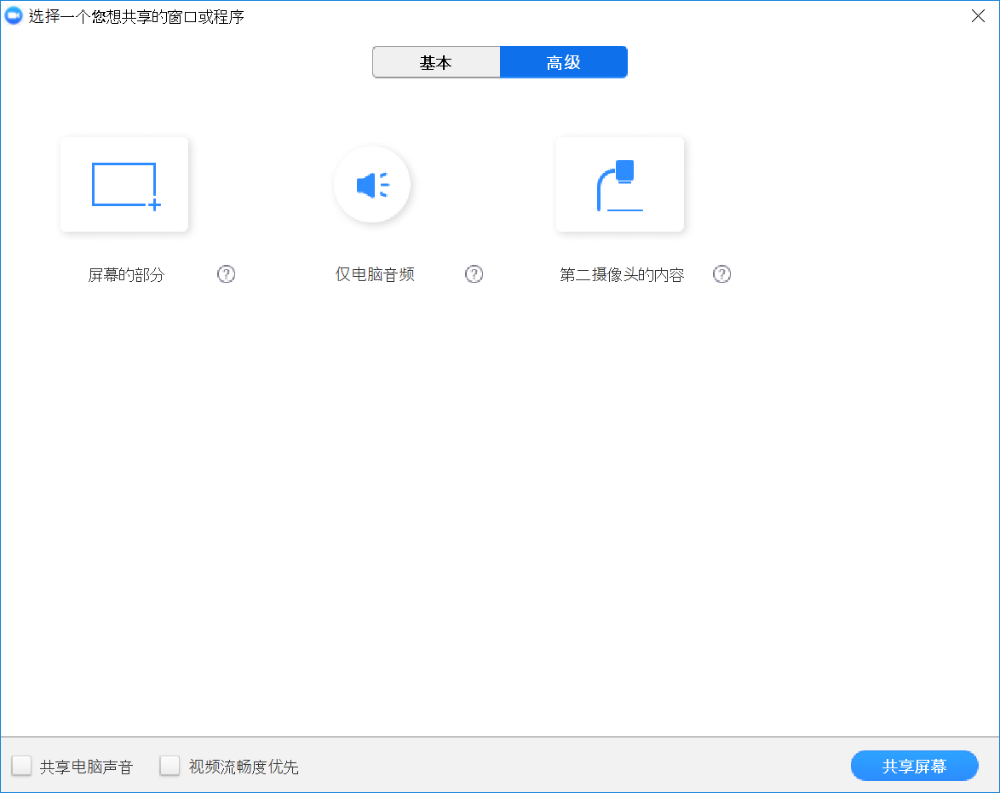 选择一个您想共享的窗口或程序
基本
高级
屏幕的部分 ?
仅电脑音频 ?
第二摄像头的内容 ?
共享电脑声音
视频流畅度优先
共享屏幕